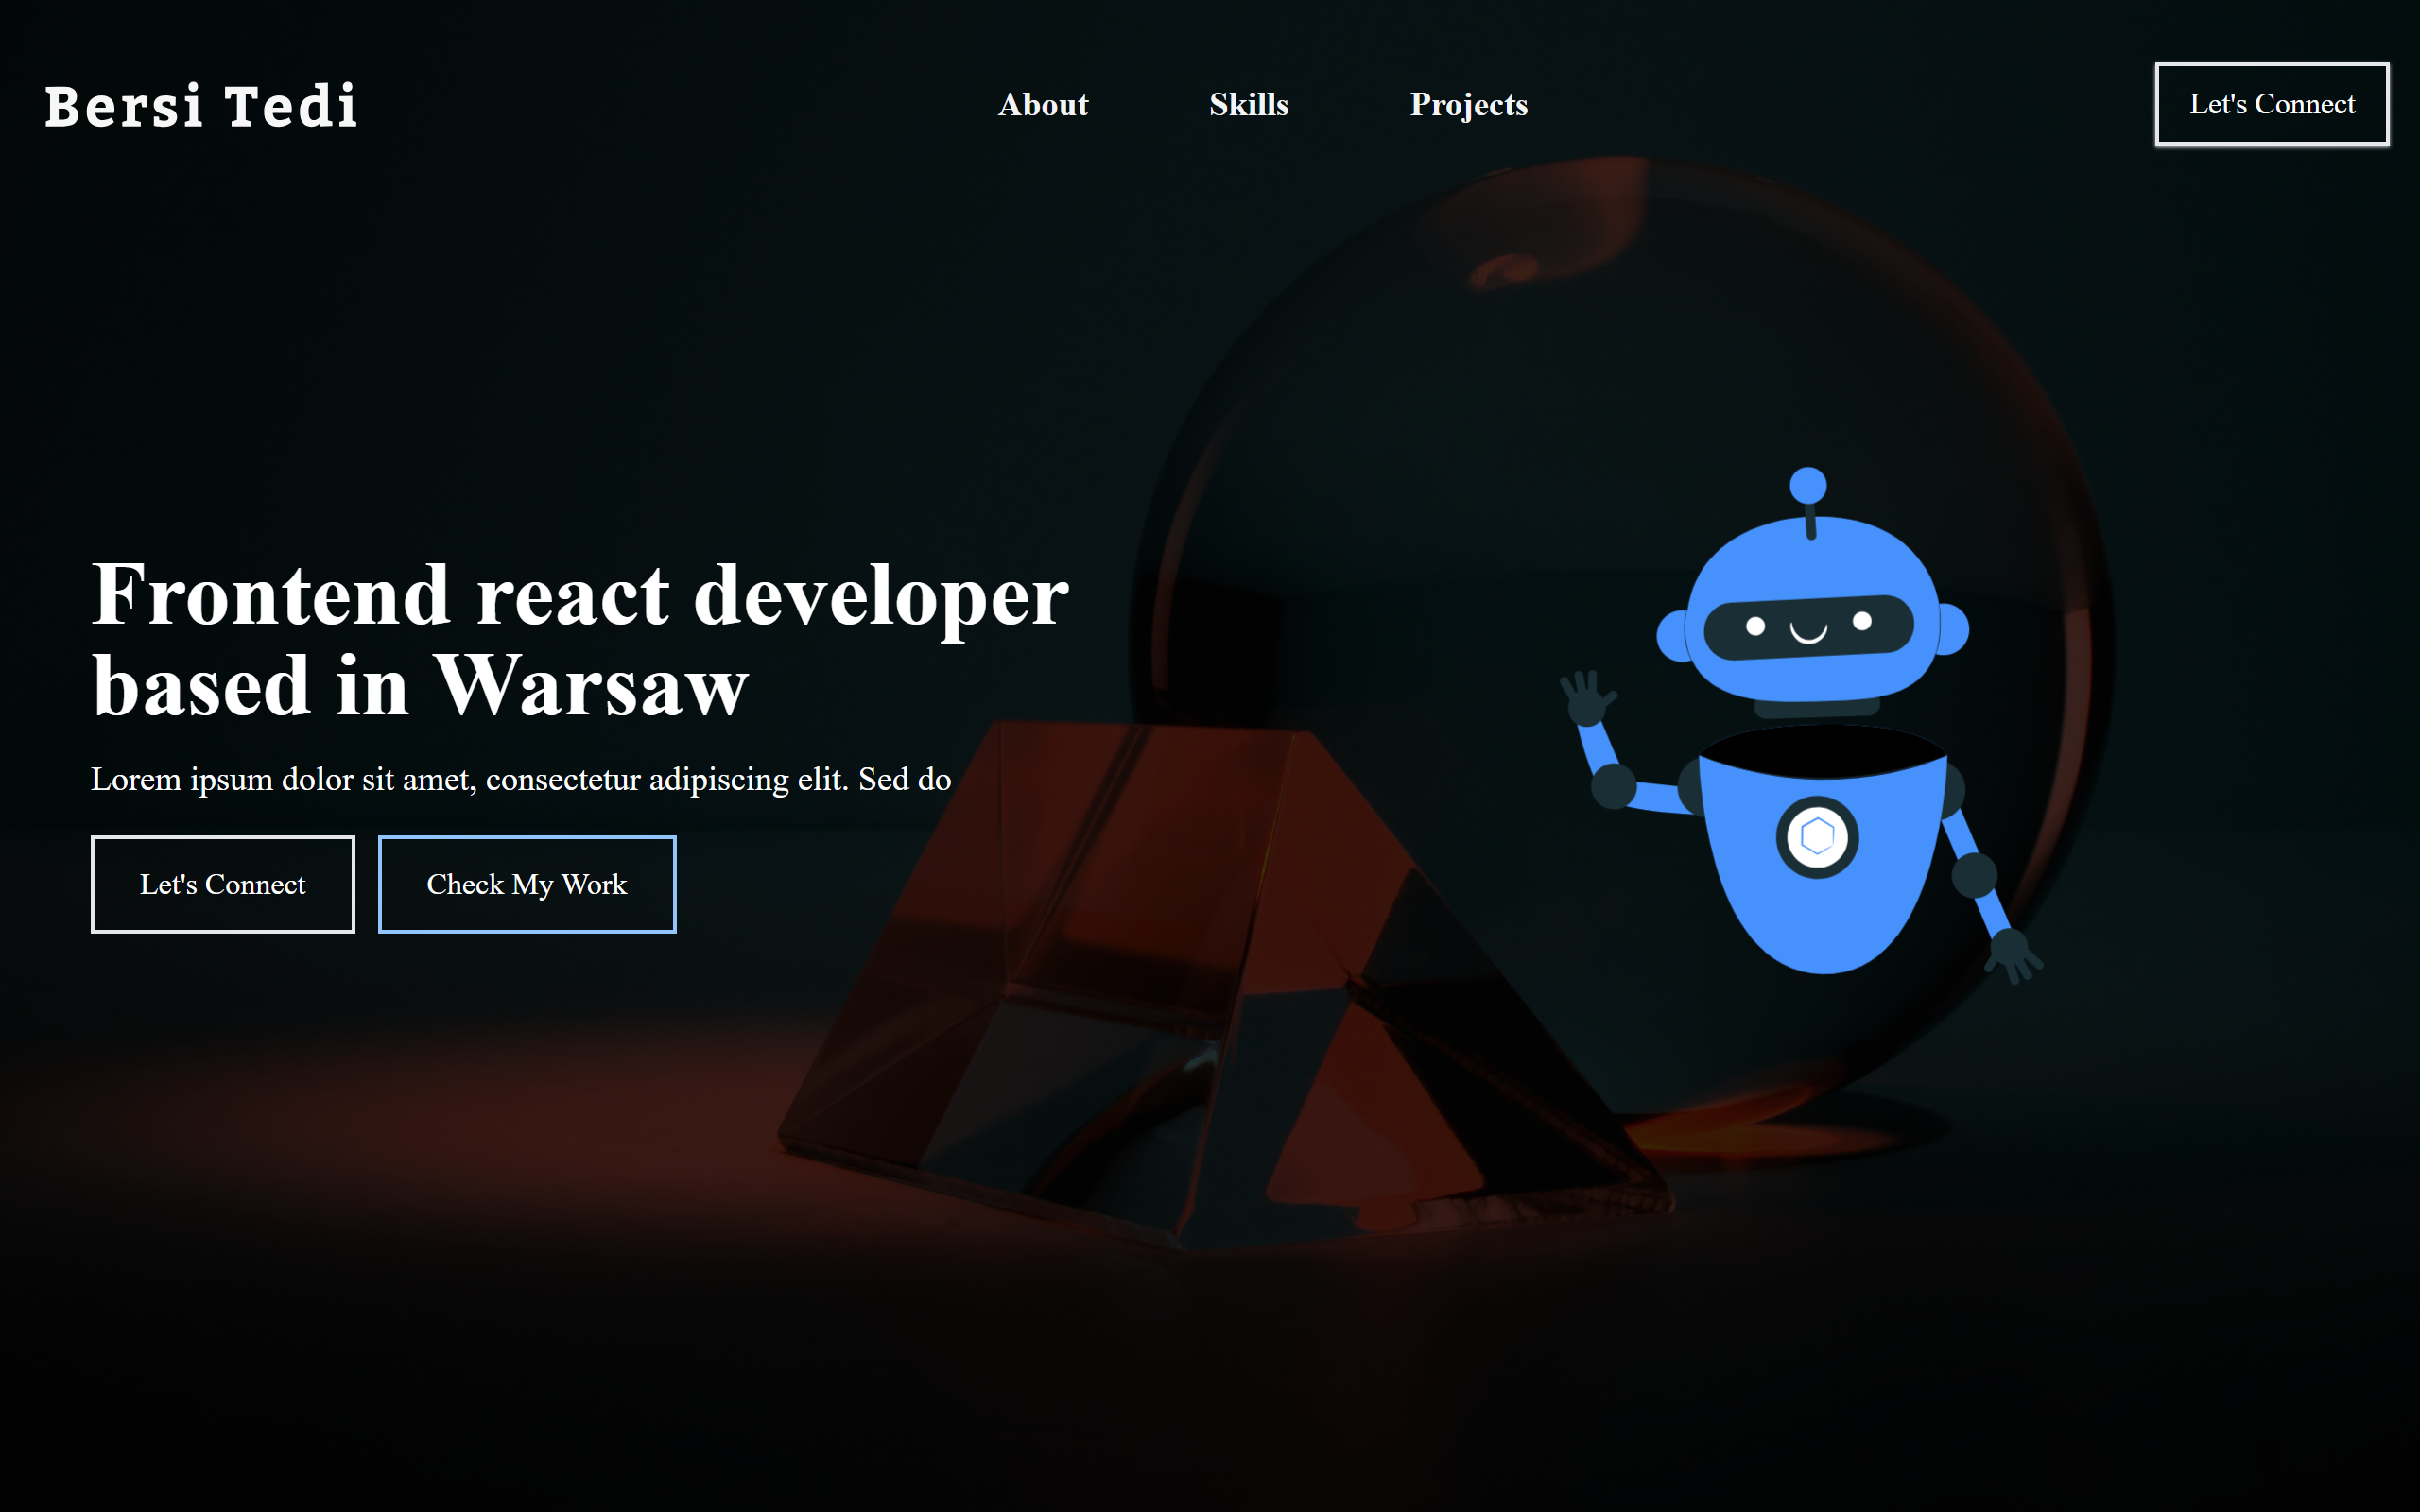 Bersi Tedi
About
Skills
Projects
Let's Connect
Frontend react developer
based in Warsaw
Lorem ipsum dolor sit amet, consectetur adipiscing elit. Sed do
Let's Connect
Check My Work